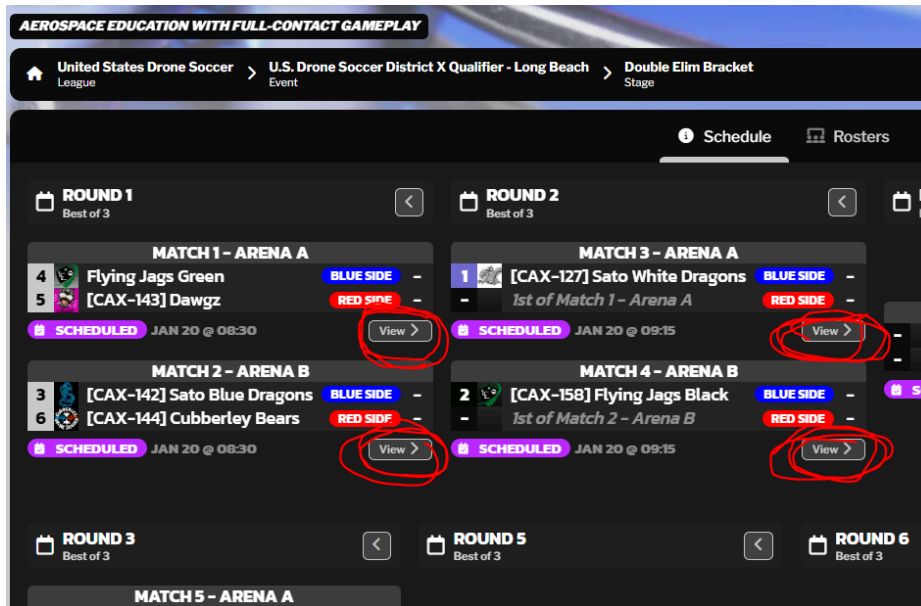 AEROSPACE EDUCATION WITH FULL-CONTACT GAMEPLAY
United States Drone Soccer
League
U.S. Drone Soccer District X Qualifier - Long Beach
Event
Double Elim Bracket
Stage
Schedule
Rosters
ROUND 1
Best of 3
MATCH 1 - ARENA A
4 Flying Jags Green BLUE SIDE -
5 [CAX-143] Dawgz RED SIDE -
SCHEDULED JAN 20 @ 08:30 View
MATCH 2 - ARENA B
3 [CAX-142] Sato Blue Dragons BLUE SIDE -
6 [CAX-144] Cubberley Bears RED SIDE -
SCHEDULED JAN 20 @ 08:30 View
ROUND 2
Best of 3
MATCH 3 - ARENA A
1 [CAX-127] Sato White Dragons BLUE SIDE -
- 1st of Match 1 - Arena A RED SIDE -
SCHEDULED JAN 20 @ 09:15 View
MATCH 4 - ARENA B
2 [CAX-158] Flying Jags Black BLUE SIDE -
- 1st of Match 2 - Arena B RED SIDE -
SCHEDULED JAN 20 @ 09:15 View
-
-
ROUND 3
Best of 3
MATCH 5 - ARENA A
ROUND 5
Best of 3
ROUND 6
Best of 3